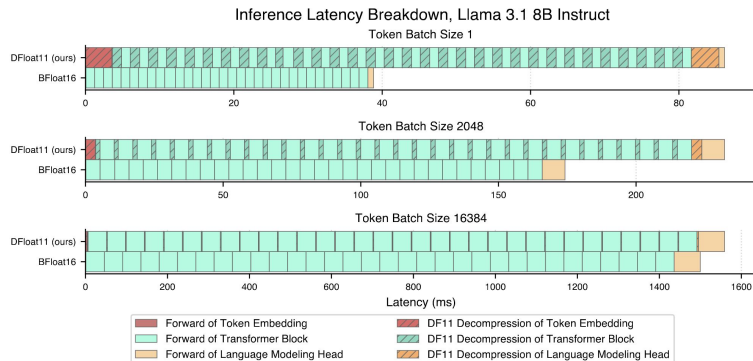 Inference Latency Breakdown, Llama 3.1 8B Instruct
Token Batch Size 1
DFloat11 (ours)
BFloat16
0 20 40 60 80
Token Batch Size 2048
DFloat11 (ours)
BFloat16
0 50 100 150 200
Token Batch Size 16384
DFloat11 (ours)
BFloat16
0 200 400 600 800 1000 1200 1400 1600
Latency (ms)
Forward of Token Embedding DF11 Decompression of Token Embedding
Forward of Transformer Block DF11 Decompression of Transformer Block
Forward of Language Modeling Head DF11 Decompression of Language Modeling Head